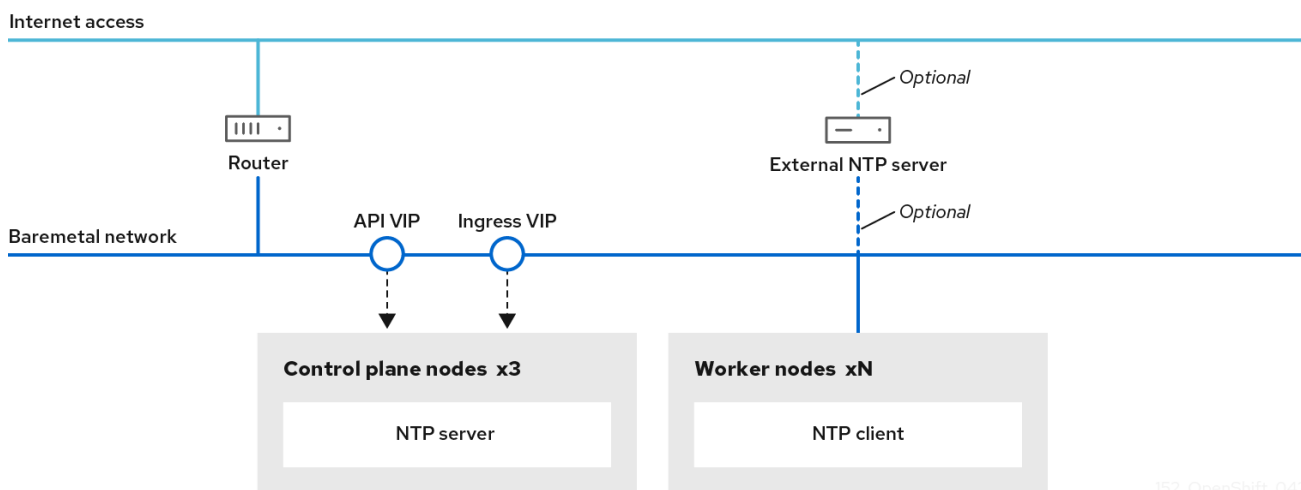 Internet access
Optional
Router
External NTP server
Optional
API VIP
Ingress VIP
Baremetal network
Control plane nodes x3
Worker nodes xN
NTP server
NTP client